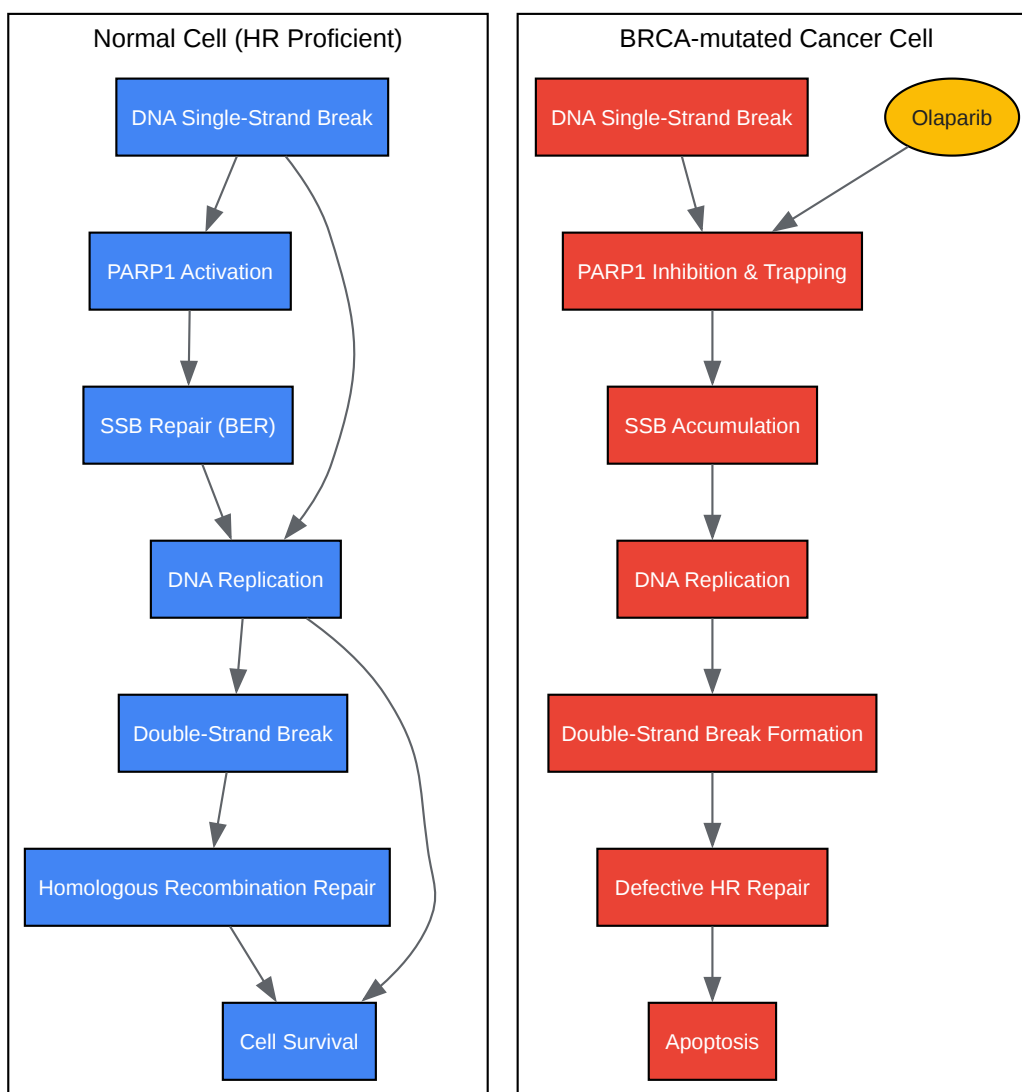 Normal Cell (HR Proficient)
DNA Single-Strand Break
PARP1 Activation
SSB Repair (BER)
DNA Replication
Double-Strand Break
Homologous Recombination Repair
Cell Survival
BRCA-mutated Cancer Cell
DNA Single-Strand Break
Olaparib
PARP1 Inhibition & Trapping
SSB Accumulation
DNA Replication
Double-Strand Break Formation
Defective HR Repair
Apoptosis